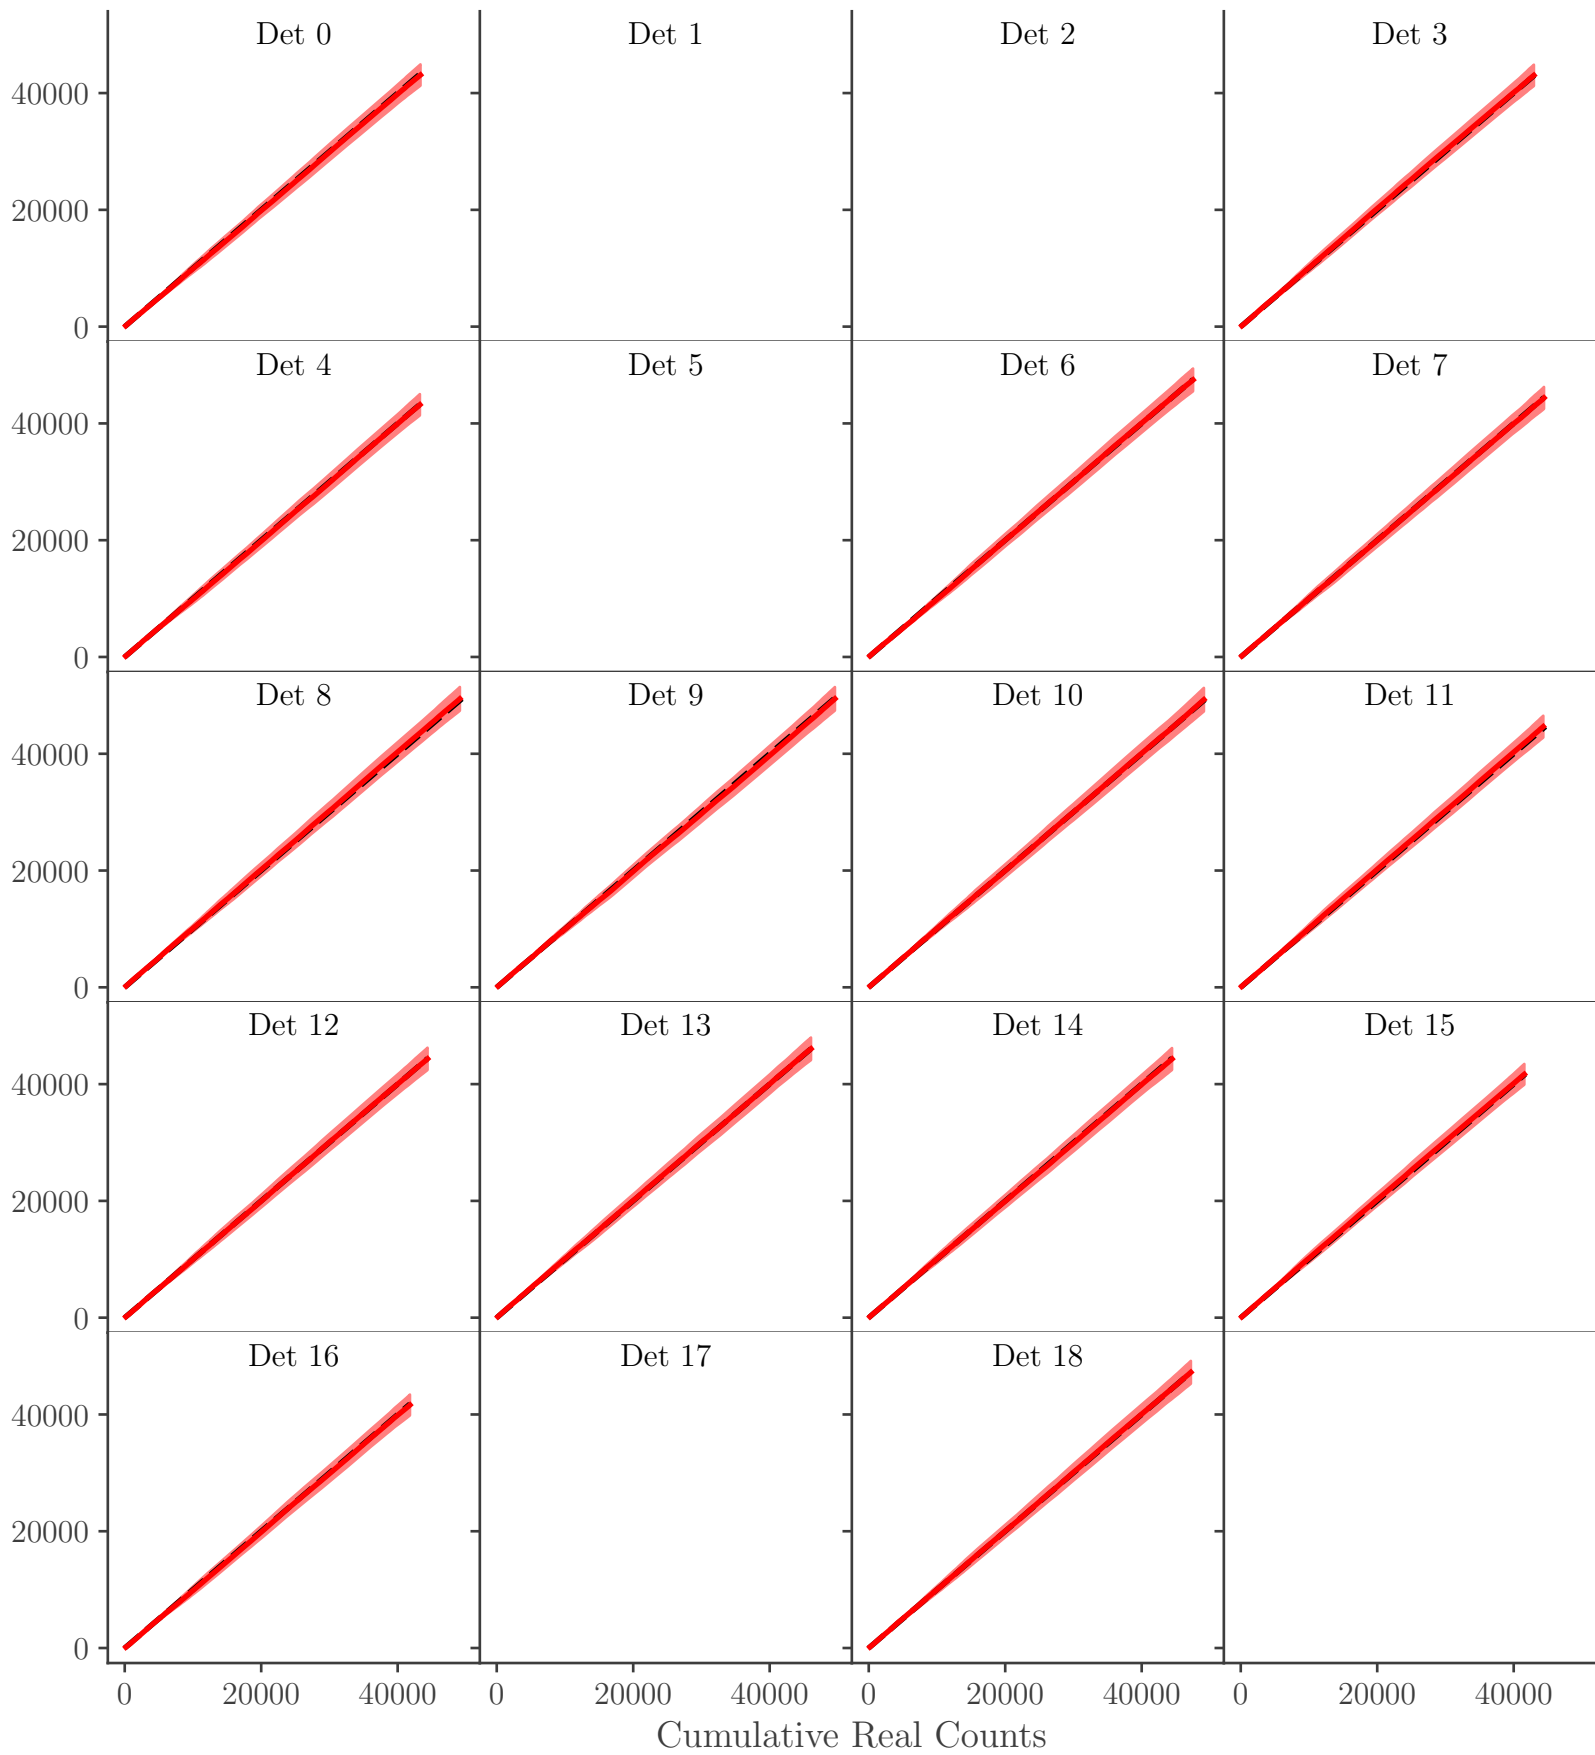 Det 0 Det 1 Det 2 Det 3
40000
20000
0
Det 4 Det 5 Det 6 Det 7
40000
20000
0
Det 8 Det 9 Det 10 Det 11
40000
20000
0
Det 12 Det 13 Det 14 Det 15
40000
20000
0
Det 16 Det 17 Det 18
40000
20000
0
0 20000 40000 0 20000 40000 0 20000 40000 0 20000 40000
Cumulative Real Counts